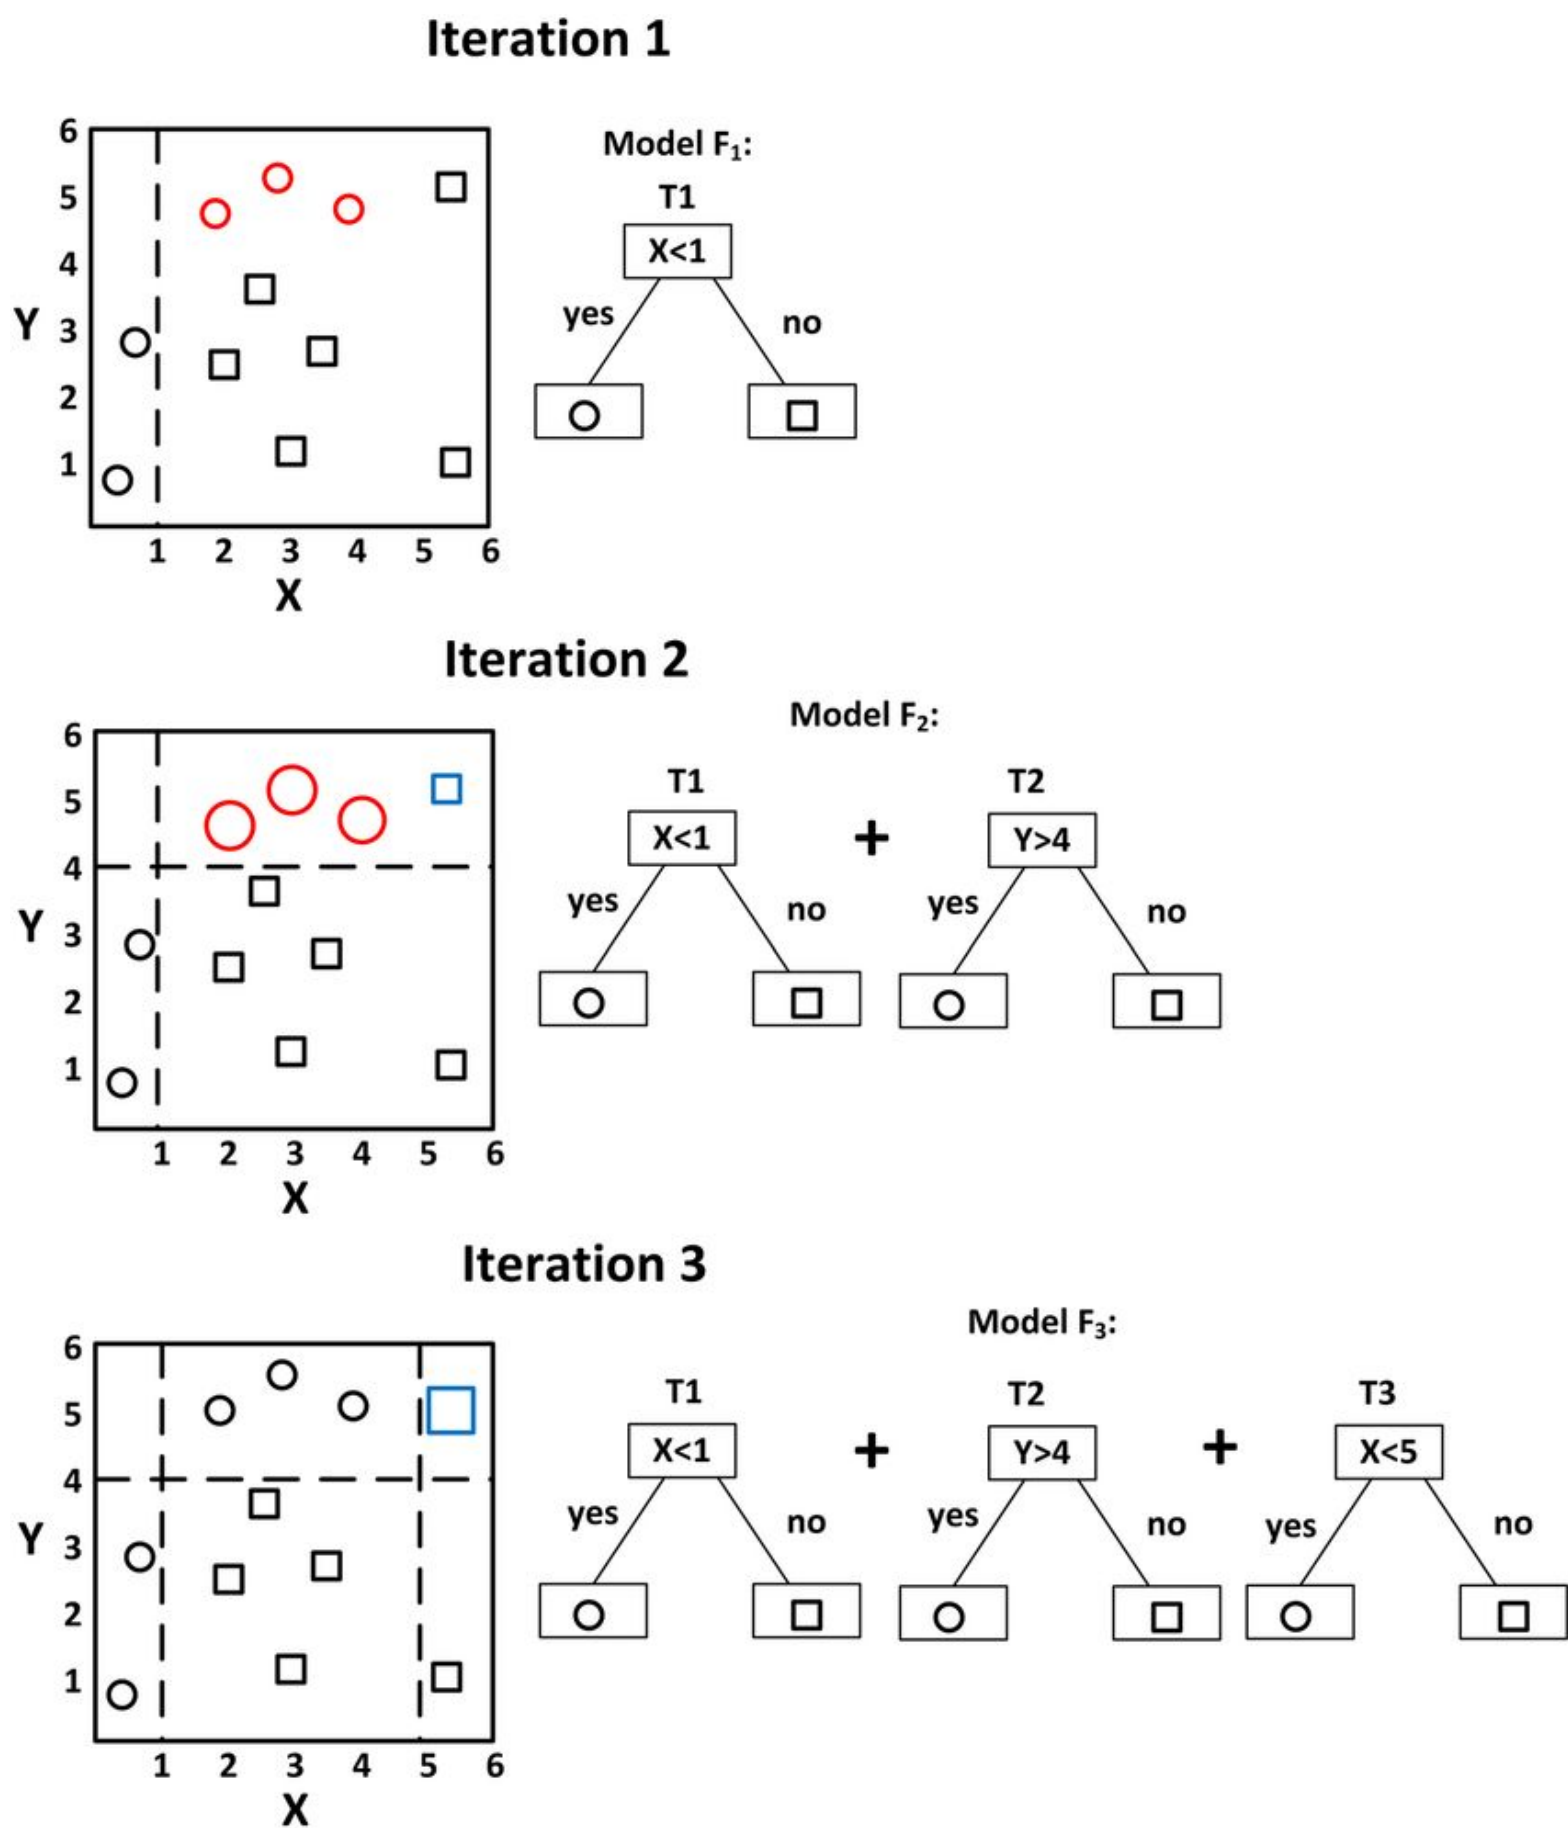 Iteration 1
Model F₁:
T1
X<1
yes
no
6
5
4
3
2
1
Y
1 2 3 4 5 6
X
Iteration 2
Model F₂:
T1
X<1
yes
no
+
T2
Y>4
yes
no
6
5
4
3
2
1
Y
1 2 3 4 5 6
X
Iteration 3
Model F₃:
T1
X<1
yes
no
+
T2
Y>4
yes
no
+
T3
X<5
yes
no
6
5
4
3
2
1
Y
1 2 3 4 5 6
X